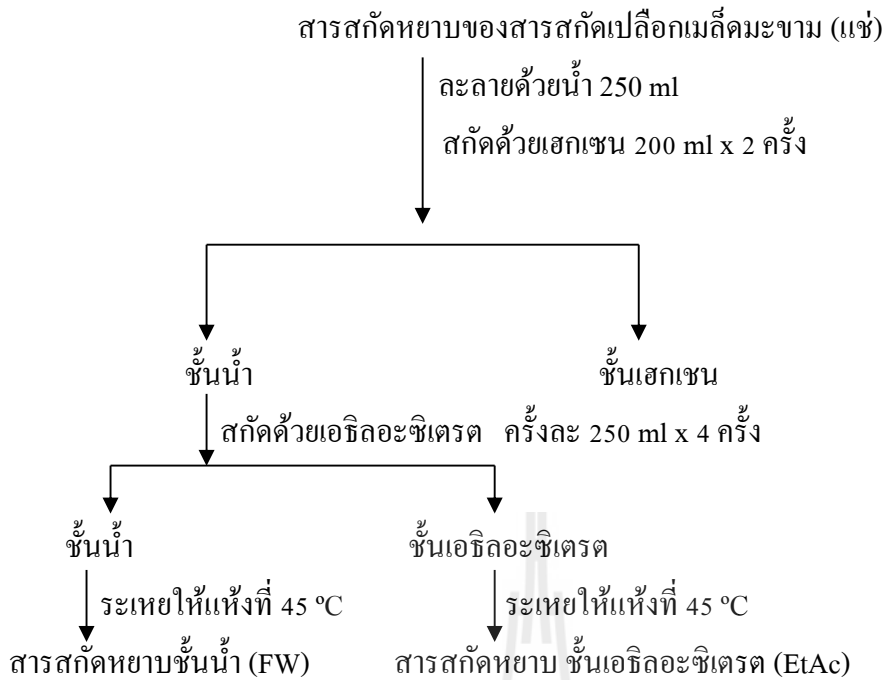 สารสกัดหยาบของสารสกัดเปลือกเมล็ดมะขาม (แช่)
ละลายด้วยน้ำ 250 ml
สกัดด้วยเฮกเซน 200 ml x 2 ครั้ง
ชั้นน้ำ ชั้นเฮกเซน
สกัดด้วยเอธิลอะซิเตรต ครั้งละ 250 ml x 4 ครั้ง
ชั้นน้ำ ชั้นเอธิลอะซิเตรต
ระเหยให้แห้งที่ 45 ºC ระเหยให้แห้งที่ 45 ºC
สารสกัดหยาบชั้นน้ำ (FW) สารสกัดหยาบ ชั้นเอธิลอะซิเตรต (EtAc)